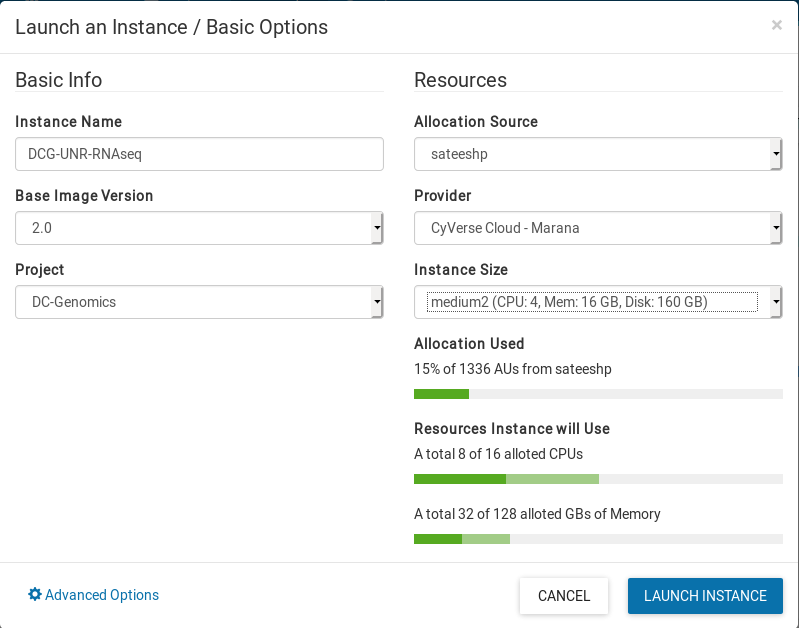 Launch an Instance / Basic Options
×
Basic Info
Instance Name
DCG-UNR-RNAseq
Base Image Version
2.0
Project
DC-Genomics
Resources
Allocation Source
sateeshp
Provider
CyVerse Cloud - Marana
Instance Size
medium2 (CPU: 4, Mem: 16 GB, Disk: 160 GB)
Allocation Used
15% of 1336 AUs from sateeshp
Resources Instance will Use
A total 8 of 16 alloted CPUs
A total 32 of 128 alloted GBs of Memory
Advanced Options
CANCEL
LAUNCH INSTANCE